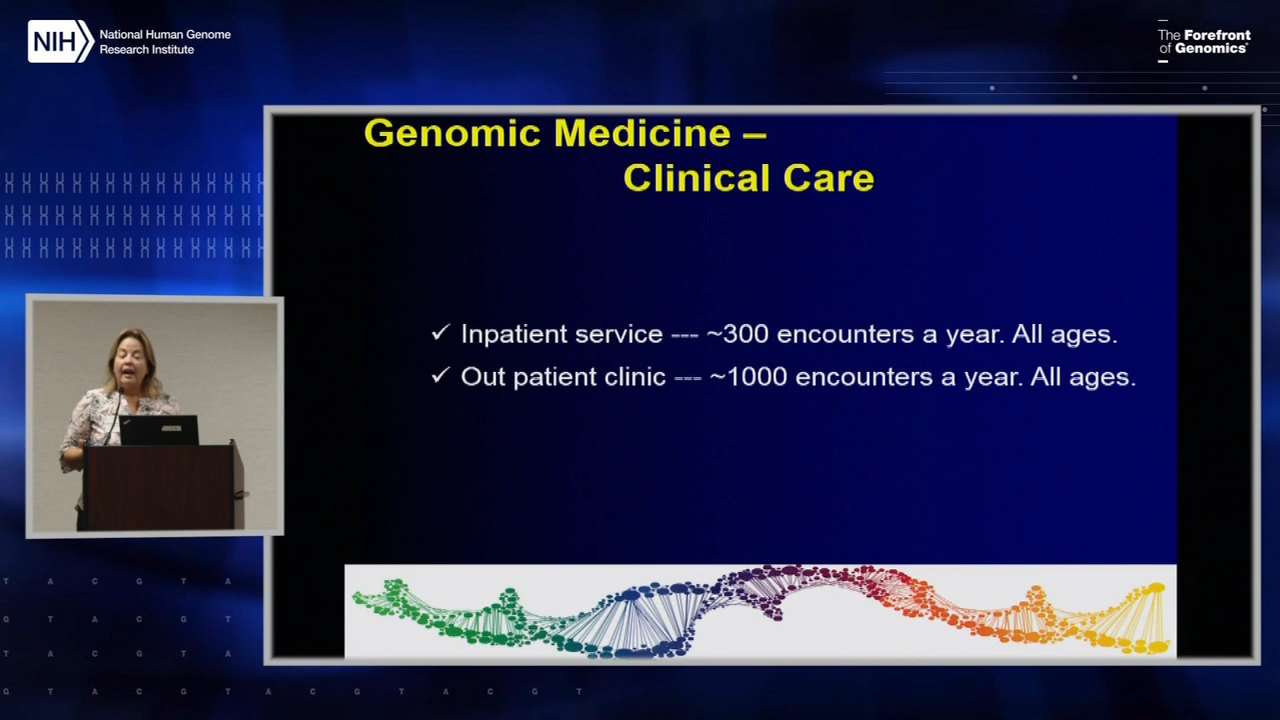 NIH
National Human Genome
Research Institute
The Forefront
of Genomics®
Genomic Medicine –
Clinical Care
✓ Inpatient service --- ~300 encounters a year. All ages.
✓ Out patient clinic --- ~1000 encounters a year. All ages.
T A C G T A
G T A C G T
T A C G T A
G T A C G T A C G T A C G T